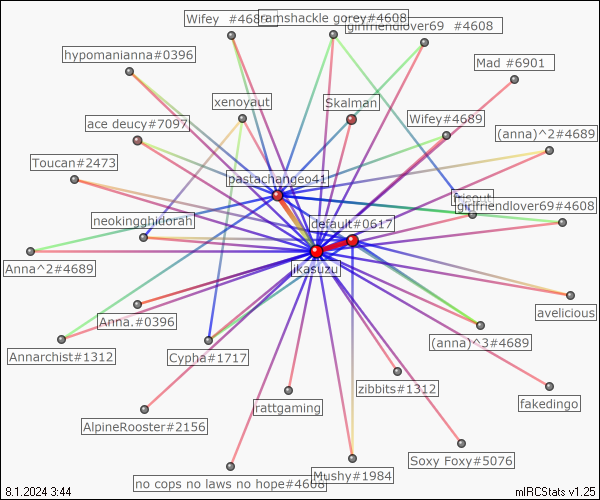 Wifey #4689
ramshackle gorey#4608
girlfriendlover69 #4608
hypomanianna#0396
Mad #6901
xenoyaut
Skalman
ace deucy#7097
Wifey#4689
(anna)^2#4689
Toucan#2473
pastachange41
girlfriendlover69#4608
neokingghidorah
default#0617
Anna^2#4689
ikasuzu
avelicious
Anna.#0396
Annarchist#1312
Cypha#1717
(anna)^3#4689
zibbits#1312
fakedingo
rattgaming
AlpineRooster#2156
Soxy Foxy#5076
no cops no laws no hope#4608
Mushy#1984
8.1.2024 3:44
mIRCStats v1.25